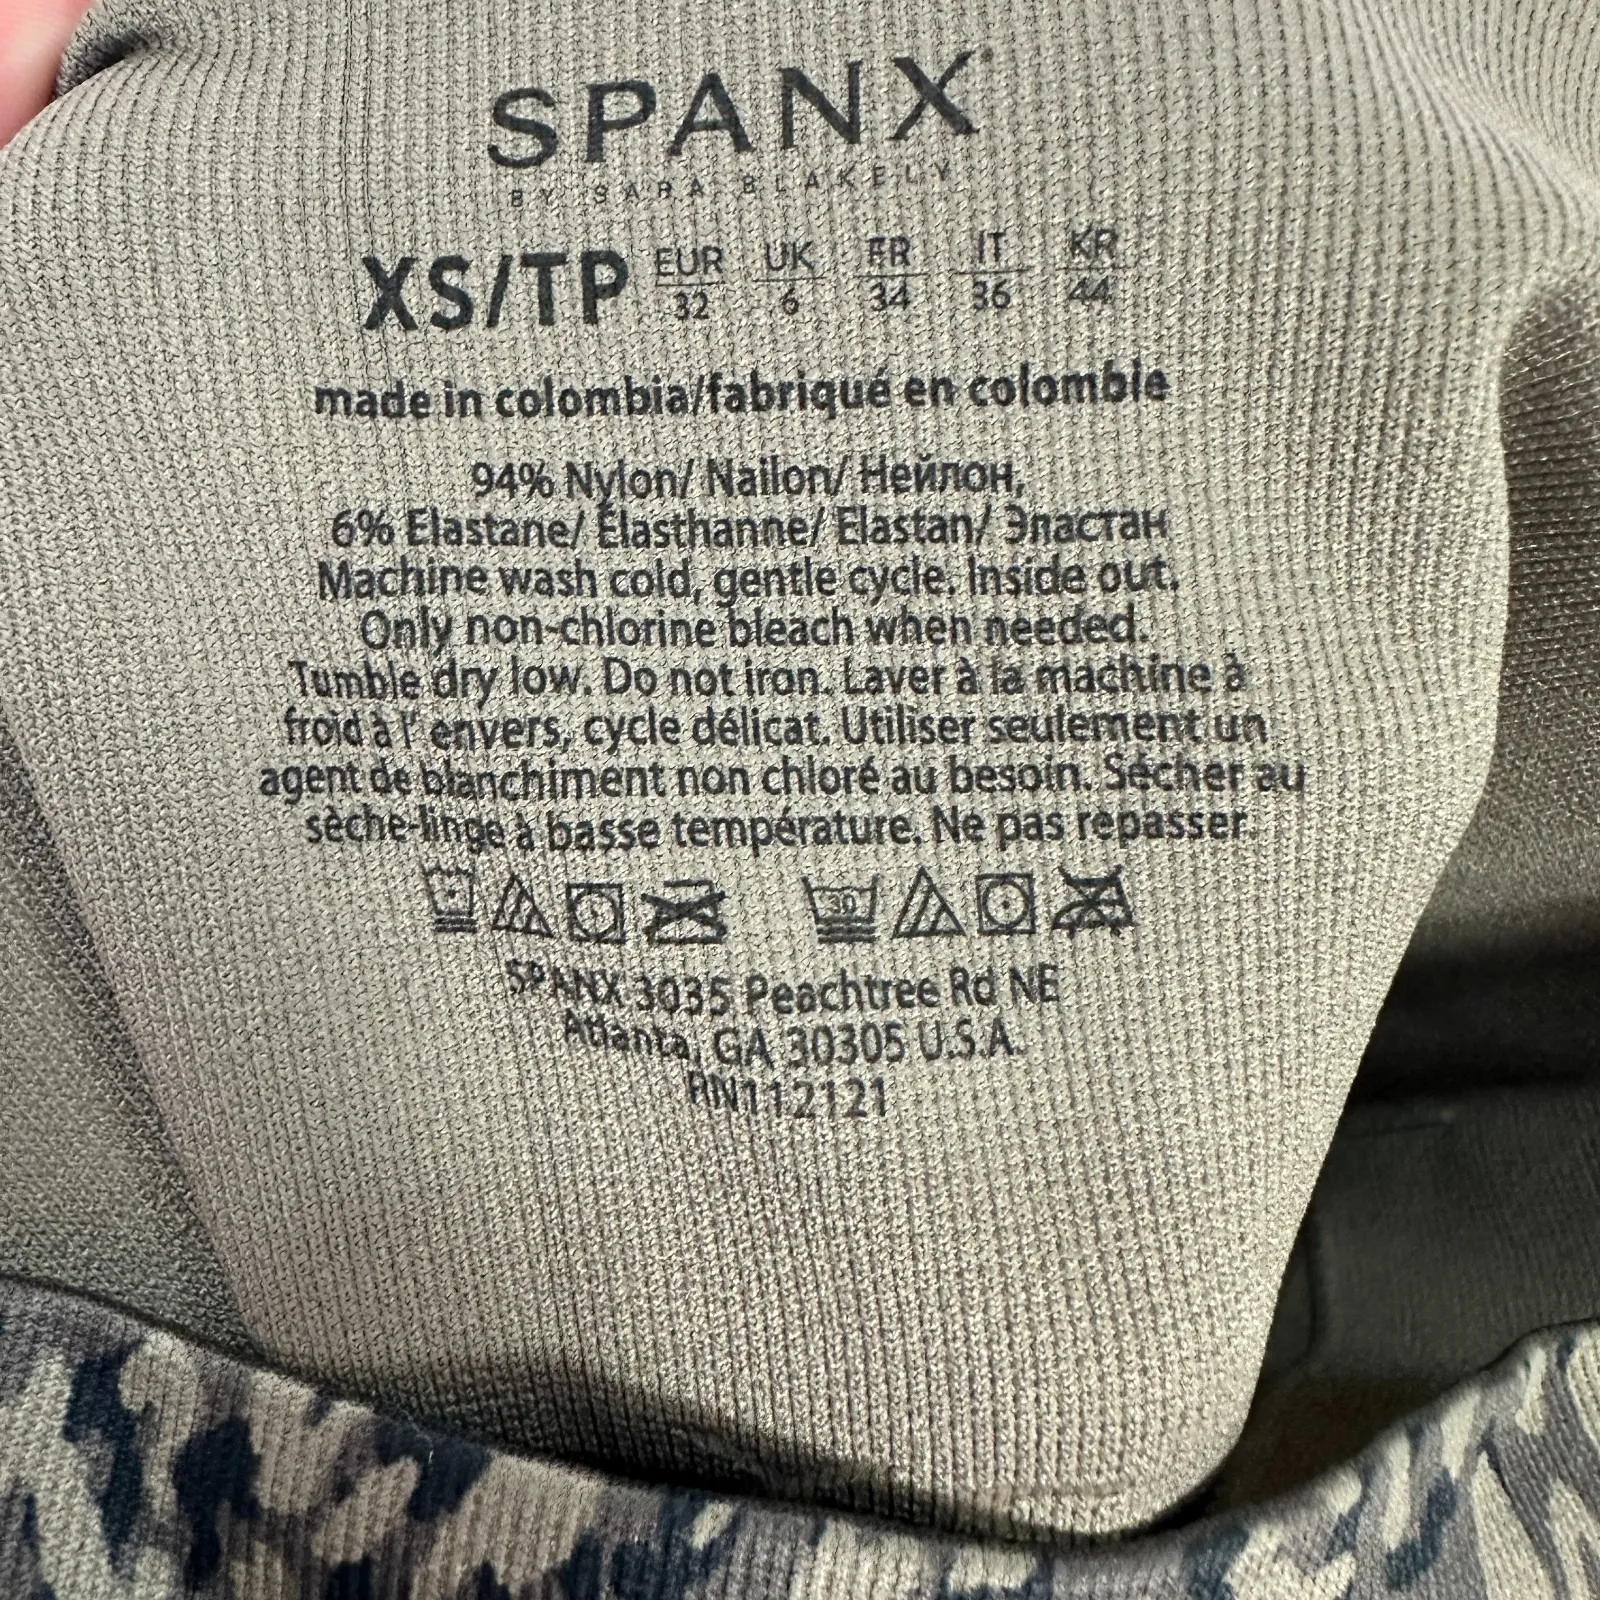 SPANX
BY SARA BLAKELY
XS/TP EUR 32 UK 6 FR 34 IT 36 KR 44
made in colombia/fabriqué en colombie
94% Nylon/ Nailon/ Нейлон,
6% Elastane/ Élasthanne/ Elastan/ Эластан
Machine wash cold, gentle cycle. Inside out.
Only non-chlorine bleach when needed.
Tumble dry low. Do not iron. Laver à la machine à
froid à l' envers, cycle délicat. Utiliser seulement un
agent de blanchiment non chloré au besoin. Sécher au
sèche-linge à basse température. Ne pas repasser.
30
SPANX 3035 Peachtree Rd NE
Atlanta, GA 30305 U.S.A.
RN112121